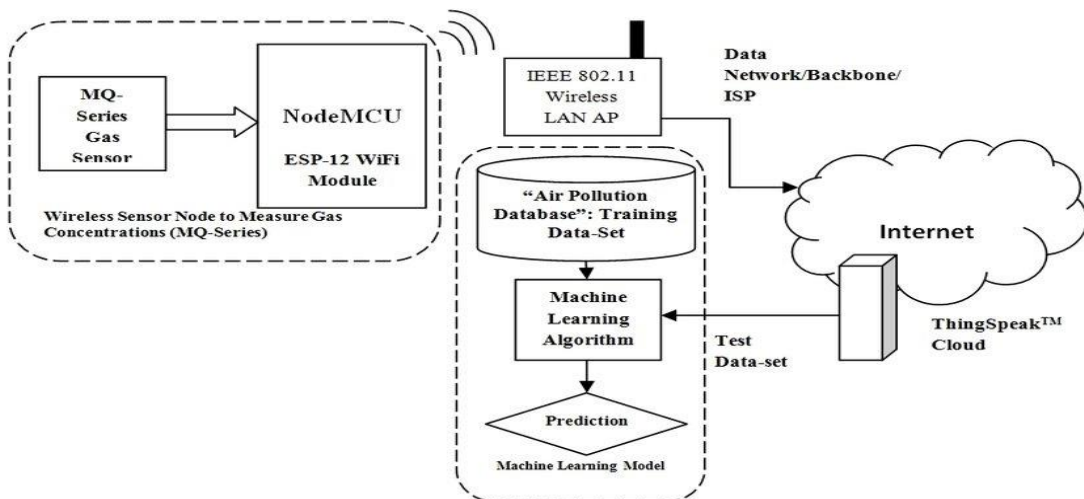 MQ-
Series
Gas
Sensor
NodeMCU
ESP-12 WiFi
Module
Wireless Sensor Node to Measure Gas
Concentrations (MQ-Series)
IEEE 802.11
Wireless
LAN AP
Data
Network/Backbone/
ISP
“Air Pollution
Database”: Training
Data-Set
Internet
Machine
Learning
Algorithm
Test
Data-set
ThingSpeak™
Cloud
Prediction
Machine Learning Model